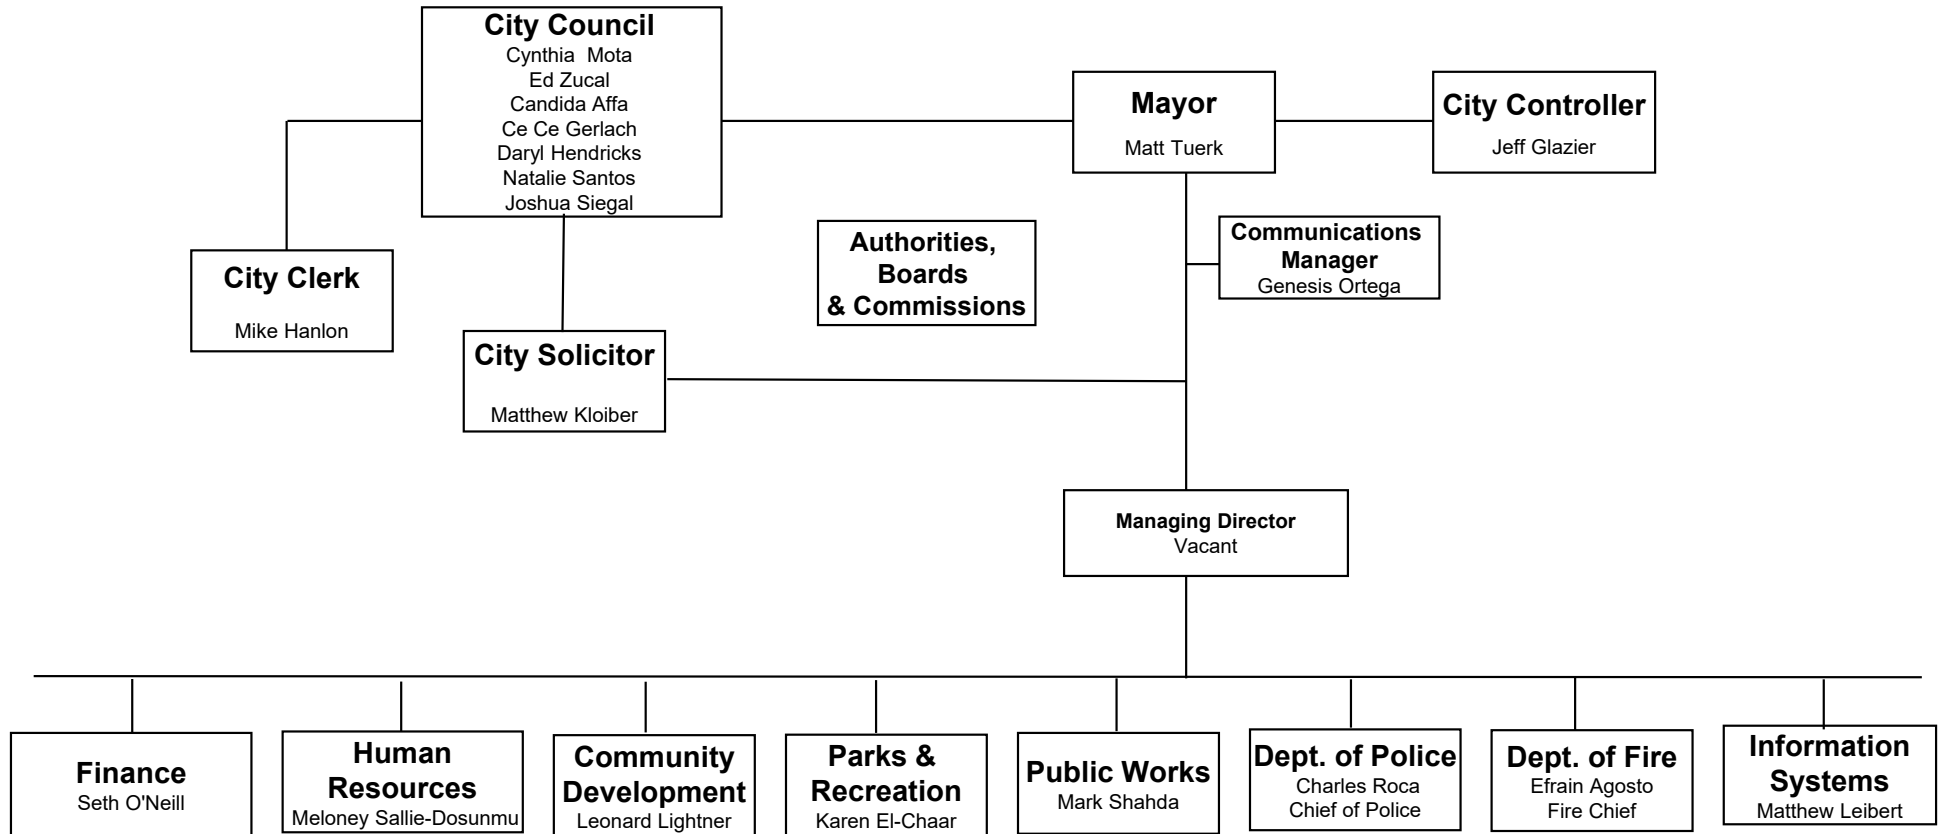 City Council
Cynthia  Mota
Ed Zucal
Candida Affa
Ce Ce Gerlach
Daryl Hendricks
Natalie Santos
Joshua Siegal
Mayor
Matt Tuerk
City Controller
Jeff Glazier
City Clerk
Mike Hanlon
Authorities,
Boards
& Commissions
Communications
Manager
Genesis Ortega
City Solicitor
Matthew Kloiber
Managing Director
Vacant
Finance
Seth O'Neill
Human
Resources
Meloney Sallie-Dosunmu
Community
Development
Leonard Lightner
Parks &
Recreation
Karen El-Chaar
Public Works
Mark Shahda
Dept. of Police
Charles Roca
Chief of Police
Dept. of Fire
Efrain Agosto
Fire Chief
Information
Systems
Matthew Leibert